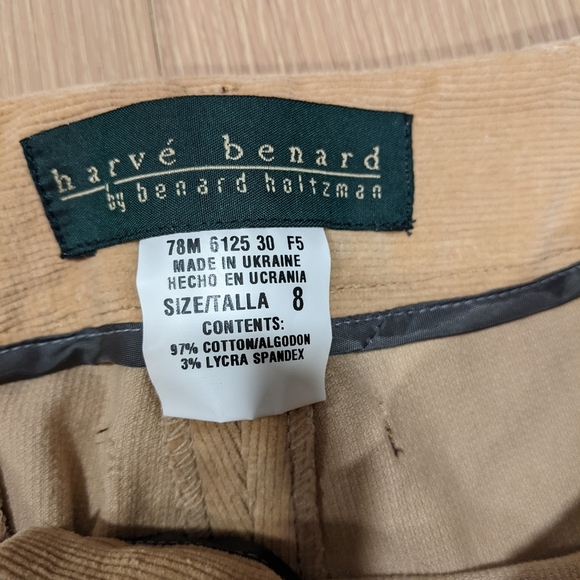 harvé benard
by benard holtzman
78M 6125 30 F5
MADE IN UKRAINE
HECHO EN UCRANIA
SIZE/TALLA 8
CONTENTS:
97% COTTON/ALGODON
3% LYCRA SPANDEX